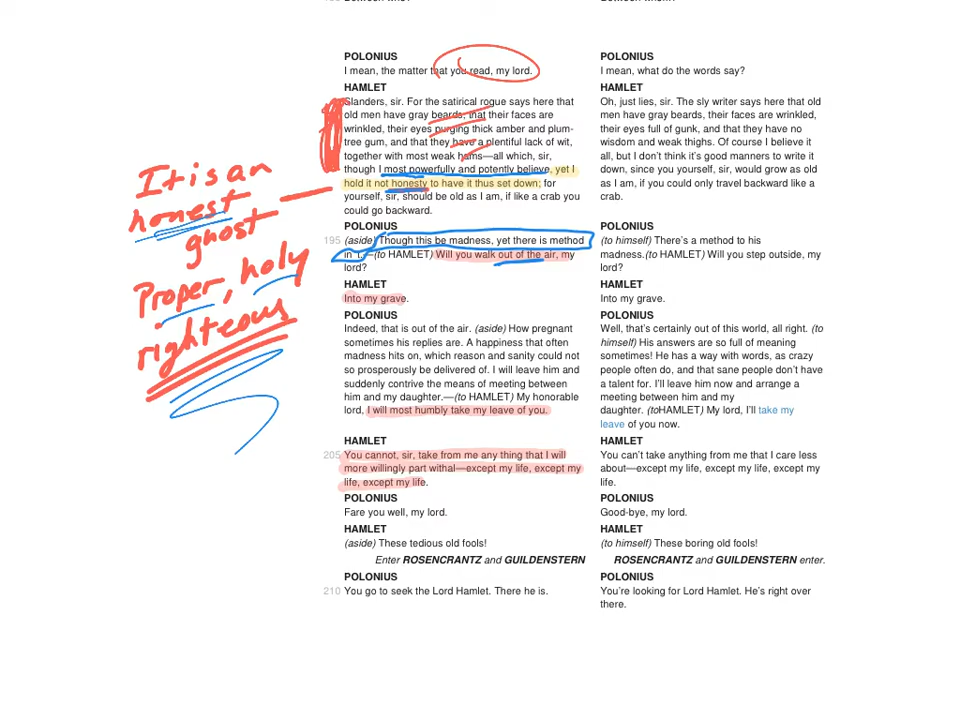 POLONIUS
I mean, the matter that you read, my lord.
HAMLET
Slanders, sir. For the satirical rogue says here that
old men have gray beards, that their faces are
wrinkled, their eyes purging thick amber and plum-
tree gum, and that they have a plentiful lack of wit,
together with most weak hams—all which, sir,
though I most powerfully and potently believe, yet I
hold it not honesty to have it thus set down; for
yourself, sir, should be old as I am, if like a crab you
could go backward.
POLONIUS
195 (aside) Though this be madness, yet there is method
in 't.—(to HAMLET) Will you walk out of the air, my
lord?
HAMLET
Into my grave.
POLONIUS
Indeed, that is out of the air. (aside) How pregnant
sometimes his replies are. A happiness that often
madness hits on, which reason and sanity could not
so prosperously be delivered of. I will leave him and
suddenly contrive the means of meeting between
him and my daughter.—(to HAMLET) My honorable
lord, I will most humbly take my leave of you.
HAMLET
205 You cannot, sir, take from me any thing that I will
more willingly part withal—except my life, except my
life, except my life.
POLONIUS
Fare you well, my lord.
HAMLET
(aside) These tedious old fools!
Enter ROSENCRANTZ and GUILDENSTERN
POLONIUS
210 You go to seek the Lord Hamlet. There he is.
POLONIUS
I mean, what do the words say?
HAMLET
Oh, just lies, sir. The sly writer says here that old
men have gray beards, their faces are wrinkled,
their eyes full of gunk, and that they have no
wisdom and weak thighs. Of course I believe it
all, but I don't think it's good manners to write it
down, since you yourself, sir, would grow as old
as I am, if you could only travel backward like a
crab.
POLONIUS
(to himself) There's a method to his
madness.(to HAMLET) Will you step outside, my
lord?
HAMLET
Into my grave.
POLONIUS
Well, that's certainly out of this world, all right. (to
himself) His answers are so full of meaning
sometimes! He has a way with words, as crazy
people often do, and that sane people don't have
a talent for. I'll leave him now and arrange a
meeting between him and my
daughter. (toHAMLET) My lord, I'll take my
leave of you now.
HAMLET
You can't take anything from me that I care less
about—except my life, except my life, except my
life.
POLONIUS
Good-bye, my lord.
HAMLET
(to himself) These boring old fools!
ROSENCRANTZ and GUILDENSTERN enter.
POLONIUS
You're looking for Lord Hamlet. He's right over
there.
It is an
honest
ghost
Proper, holy
righteous